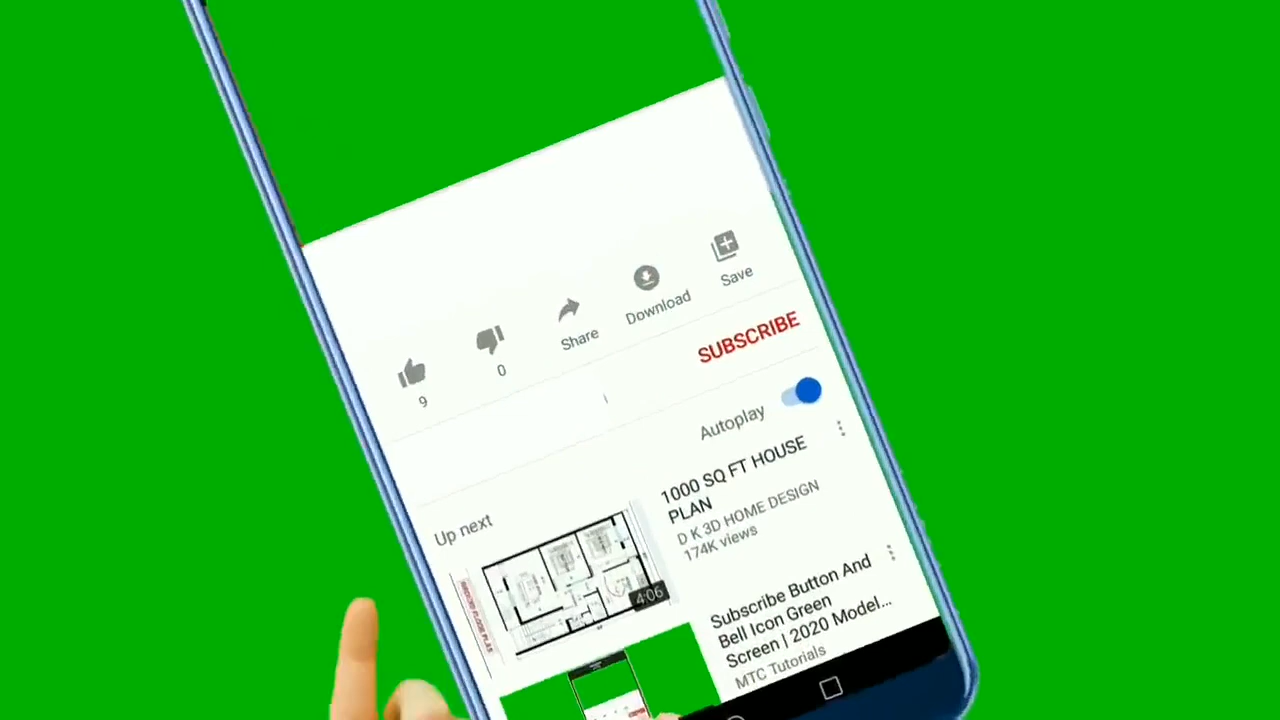 9
0
Share
Download
Save
SUBSCRIBE
Autoplay
Up next
1000 SQ FT HOUSE
PLAN
D K 3D HOME DESIGN
174K views
4:06
Subscribe Button And
Bell Icon Green
Screen | 2020 Model...
MTC Tutorials